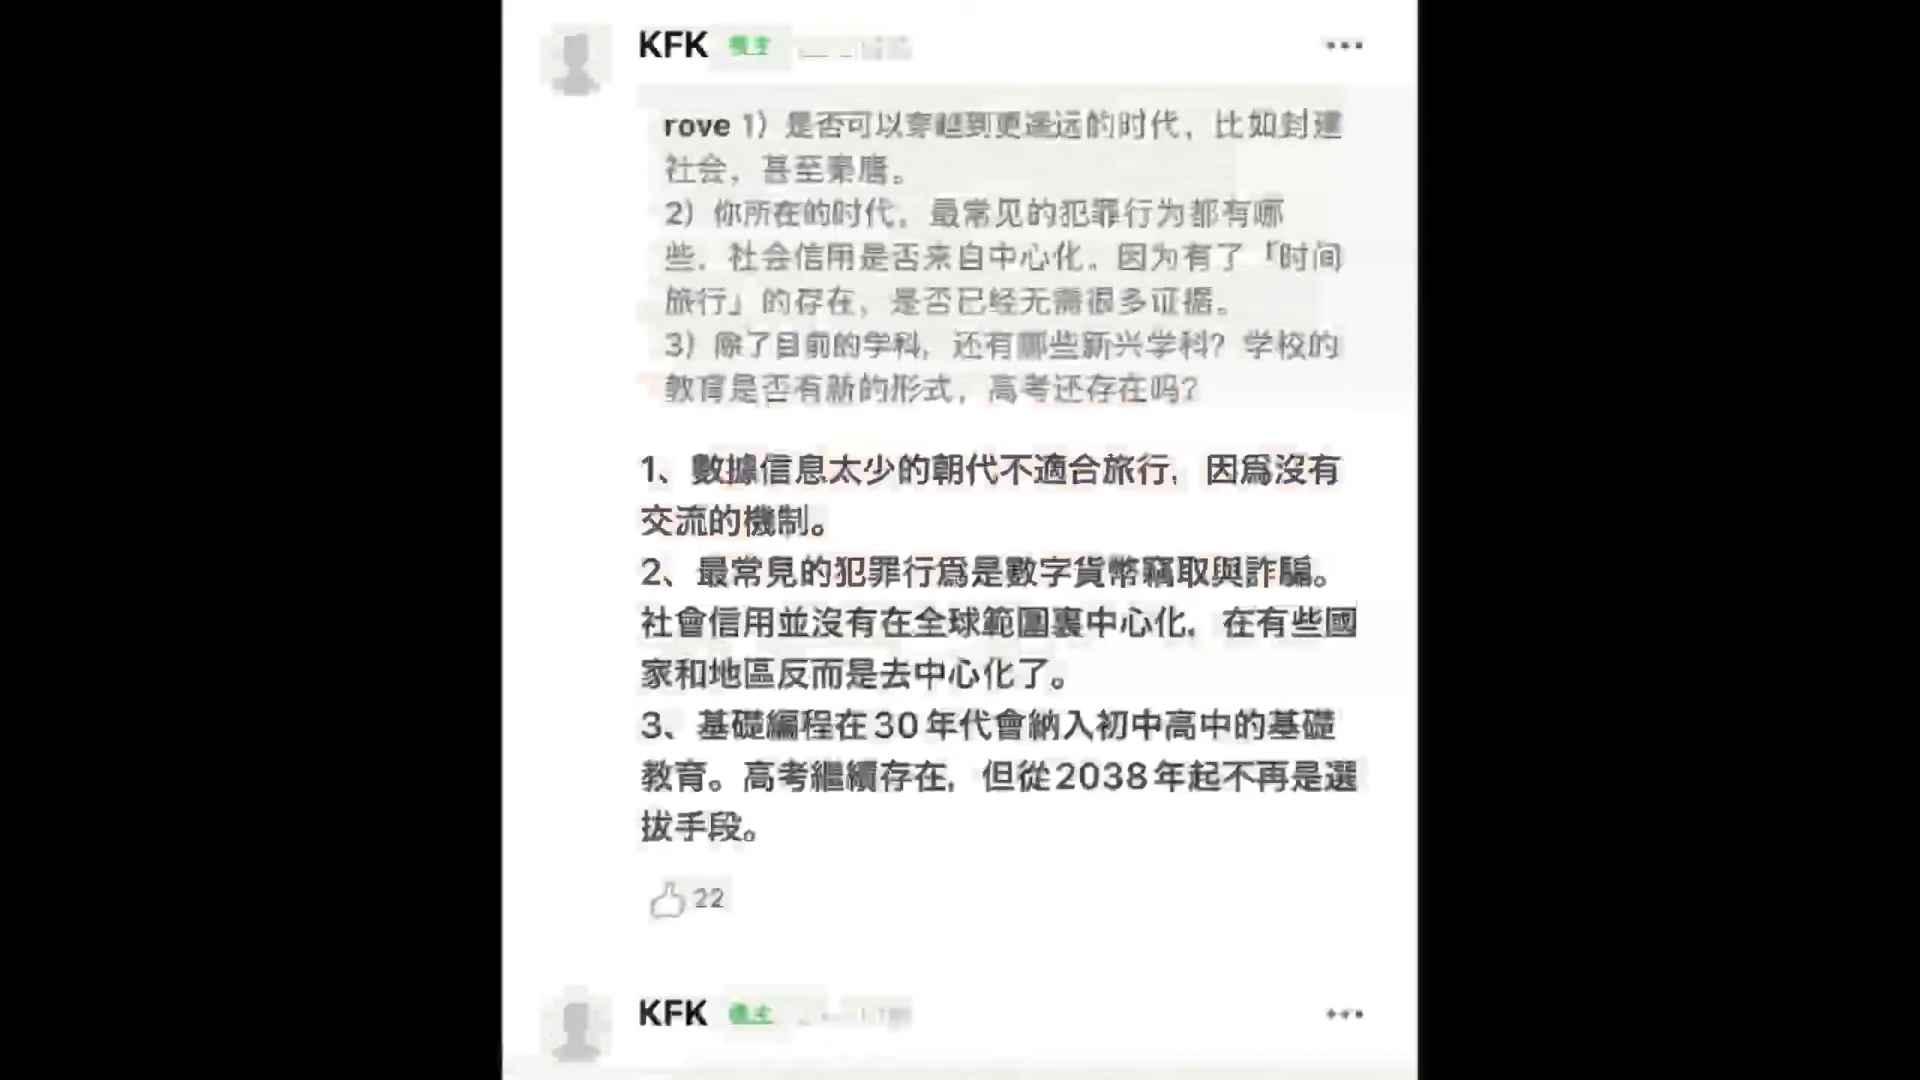 KFK 楼主
rove 1）是否可以穿越到更遥远的时代，比如封建
社会，甚至秦唐。
2）你所在的时代，最常见的犯罪行为都有哪
些，社会信用是否来自中心化，因为有了「时间
旅行」的存在，是否已经无需很多证据。
3）除了目前的学科，还有哪些新兴学科？学校的
教育是否有新的形式，高考还存在吗？
1、數據信息太少的朝代不適合旅行，因爲沒有
交流的機制。
2、最常見的犯罪行爲是數字貨幣竊取與詐騙。
社會信用並沒有在全球範圍裏中心化，在有些國
家和地區反而是去中心化了。
3、基礎編程在30年代會納入初中高中的基礎
教育。高考繼續存在，但從2038年起不再是選
拔手段。
22
KFK 楼主